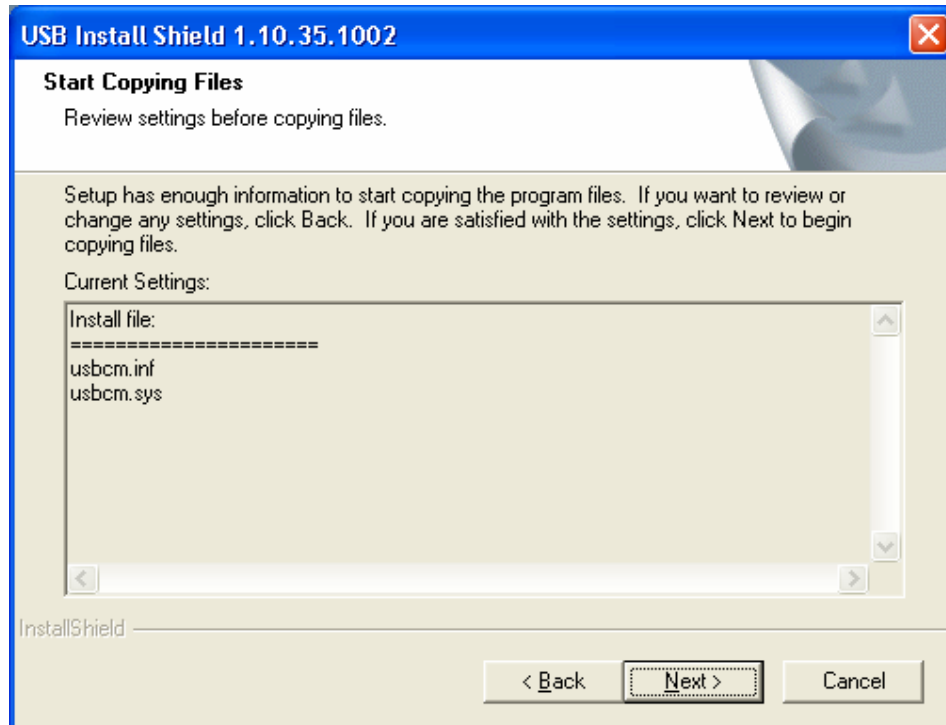 USB Install Shield 1.10.35.1002
Start Copying Files
Review settings before copying files.
Setup has enough information to start copying the program files.  If you want to review or
change any settings, click Back.  If you are satisfied with the settings, click Next to begin
copying files.
Current Settings:
Install file:
======================
usbcm.inf
usbcm.sys
InstallShield
< Back
Next >
Cancel